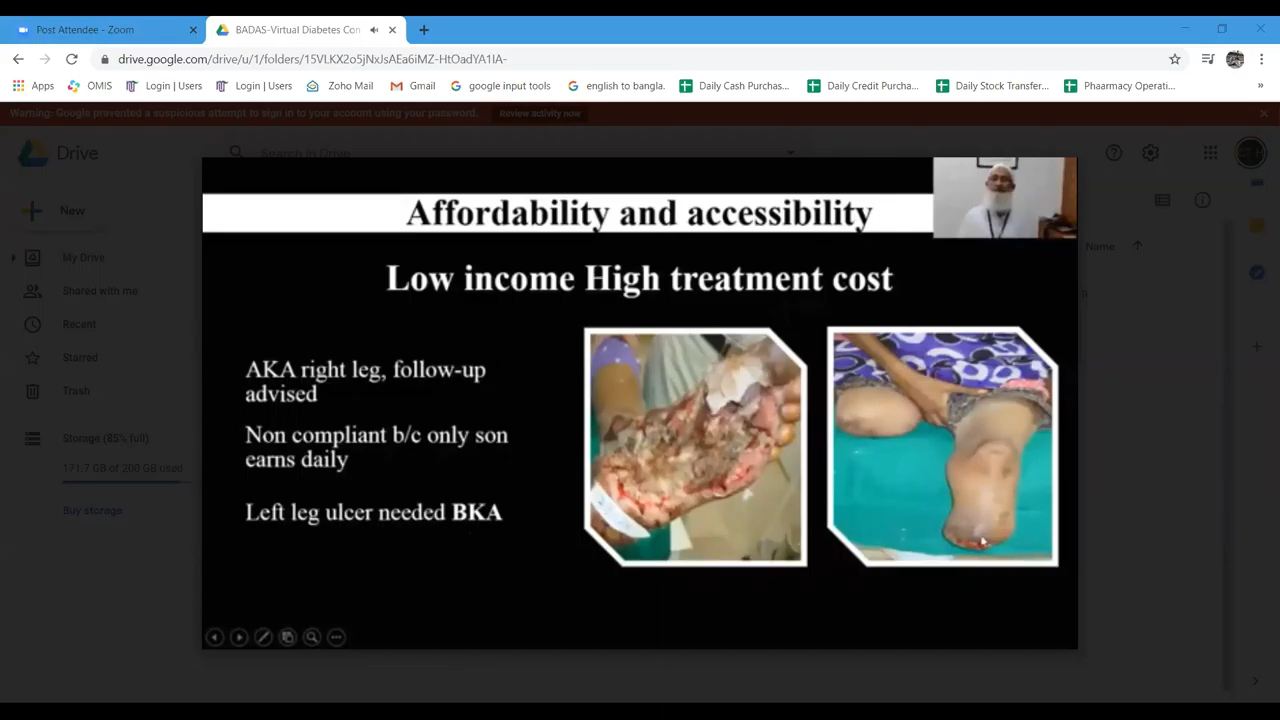 Post Attendee - Zoom
BADAS-Virtual Diabetes Con
drive.google.com/drive/u/1/folders/15VLKX2o5jNxJsAEa6iMZ-HtOadYA1IA-
Apps
OMIS
Login | Users
Login | Users
Zoho Mail
Gmail
google input tools
english to bangla.
Daily Cash Purchas...
Daily Credit Purcha...
Daily Stock Transfer...
Phaarmacy Operati...
»
Warning: Google prevented a suspicious attempt to sign in to your account using your password.
Review activity now
Drive
Search in Drive
New
My Drive
Shared with me
Recent
Starred
Trash
Storage (85% full)
171.7 GB of 200 GB used
Buy storage
Name
Affordability and accessibility
Low income High treatment cost
AKA right leg, follow-up
advised
Non compliant b/c only son
earns daily
Left leg ulcer needed BKA